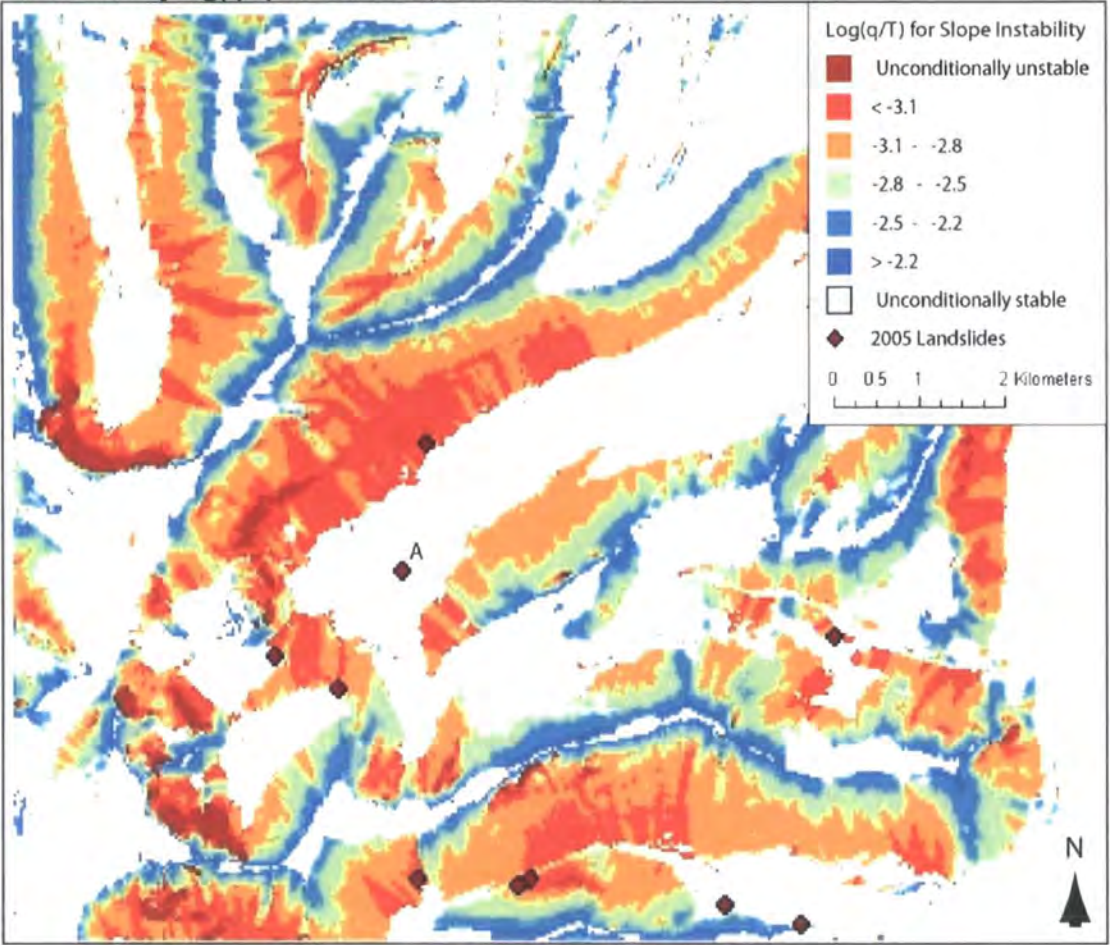 Log(q/T) for Slope Instability
Unconditionally unstable
< -3.1
-3.1 - -2.8
-2.8 - -2.5
-2.5 - -2.2
> -2.2
Unconditionally stable
2005 Landslides
0 0.5 1 2 Kilometers
A
N